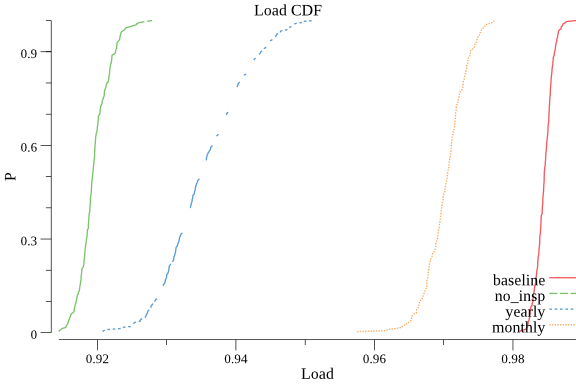 Load CDF
P
0.9
0.6
0.3
0
0.92
0.94
0.96
0.98
Load
baseline
no_insp
yearly
monthly